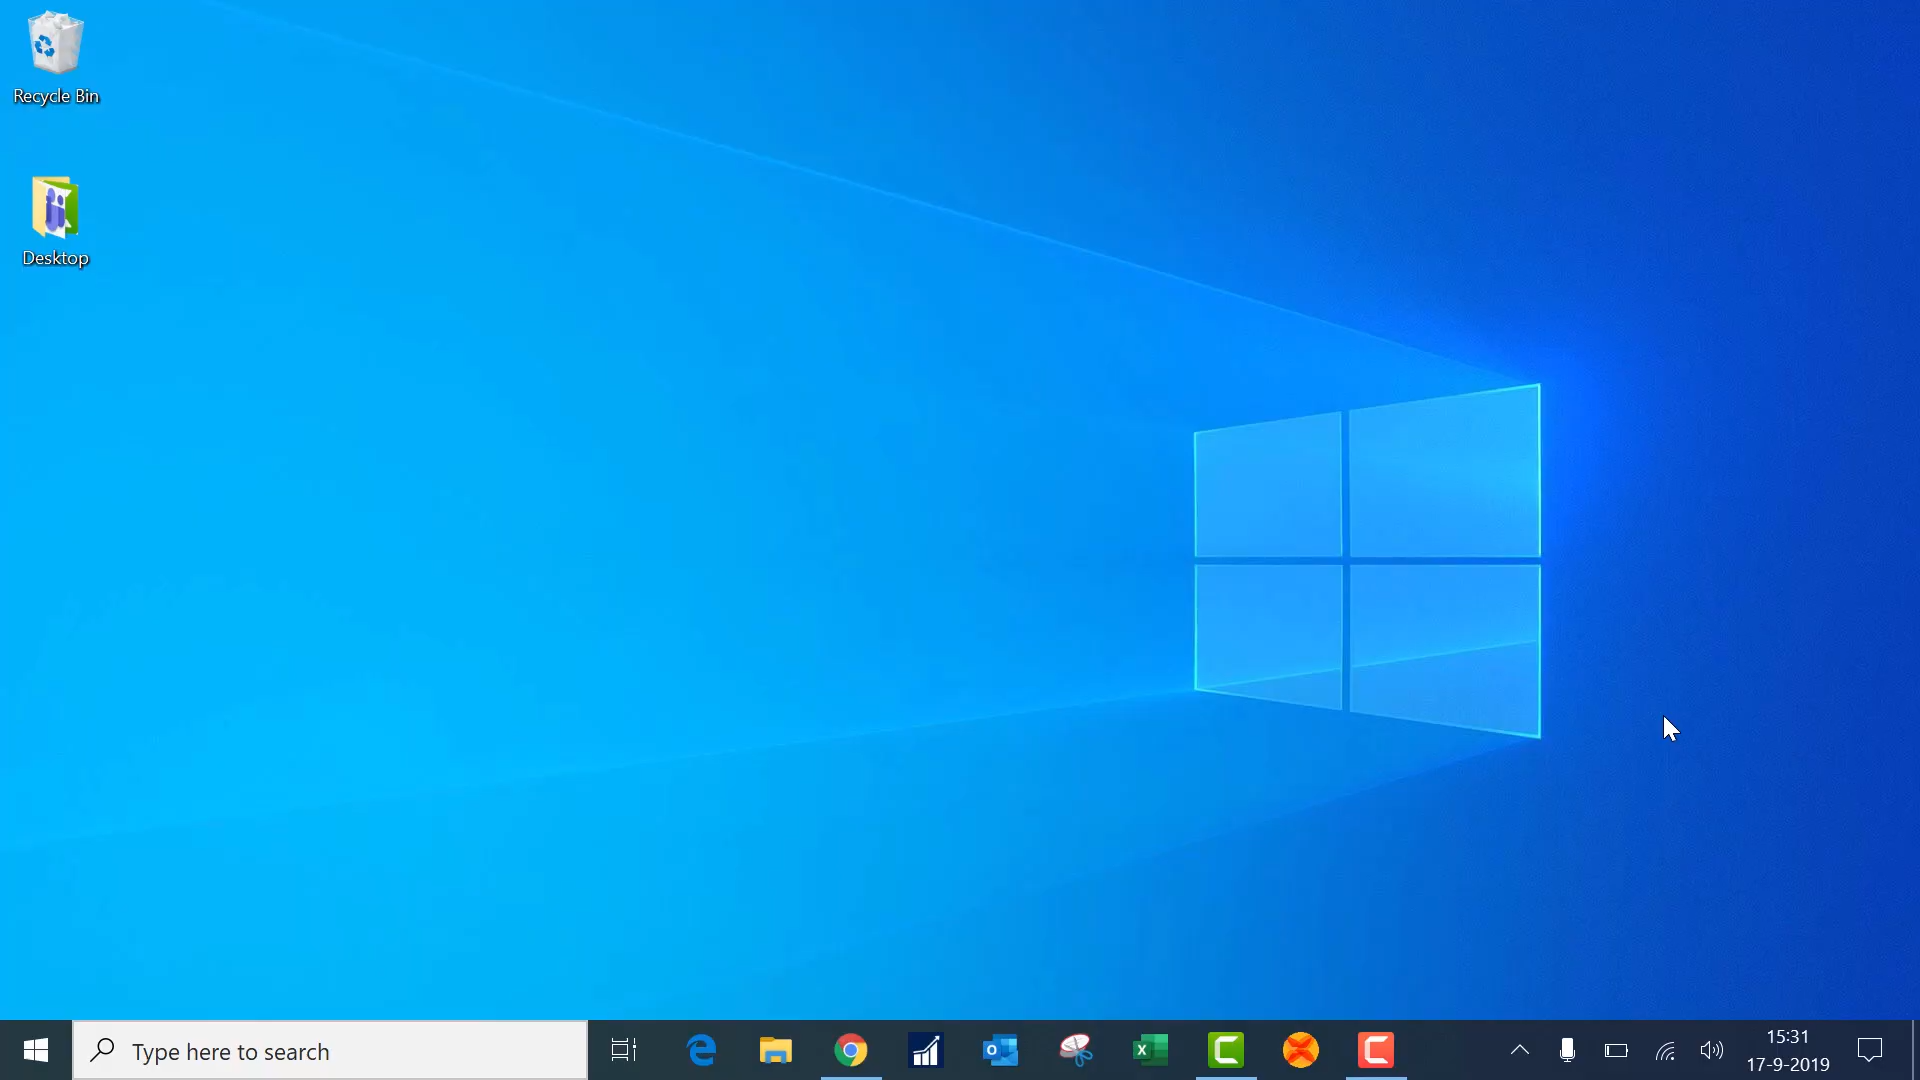 Recycle Bin
Desktop
Type here to search
15:31
17-9-2019